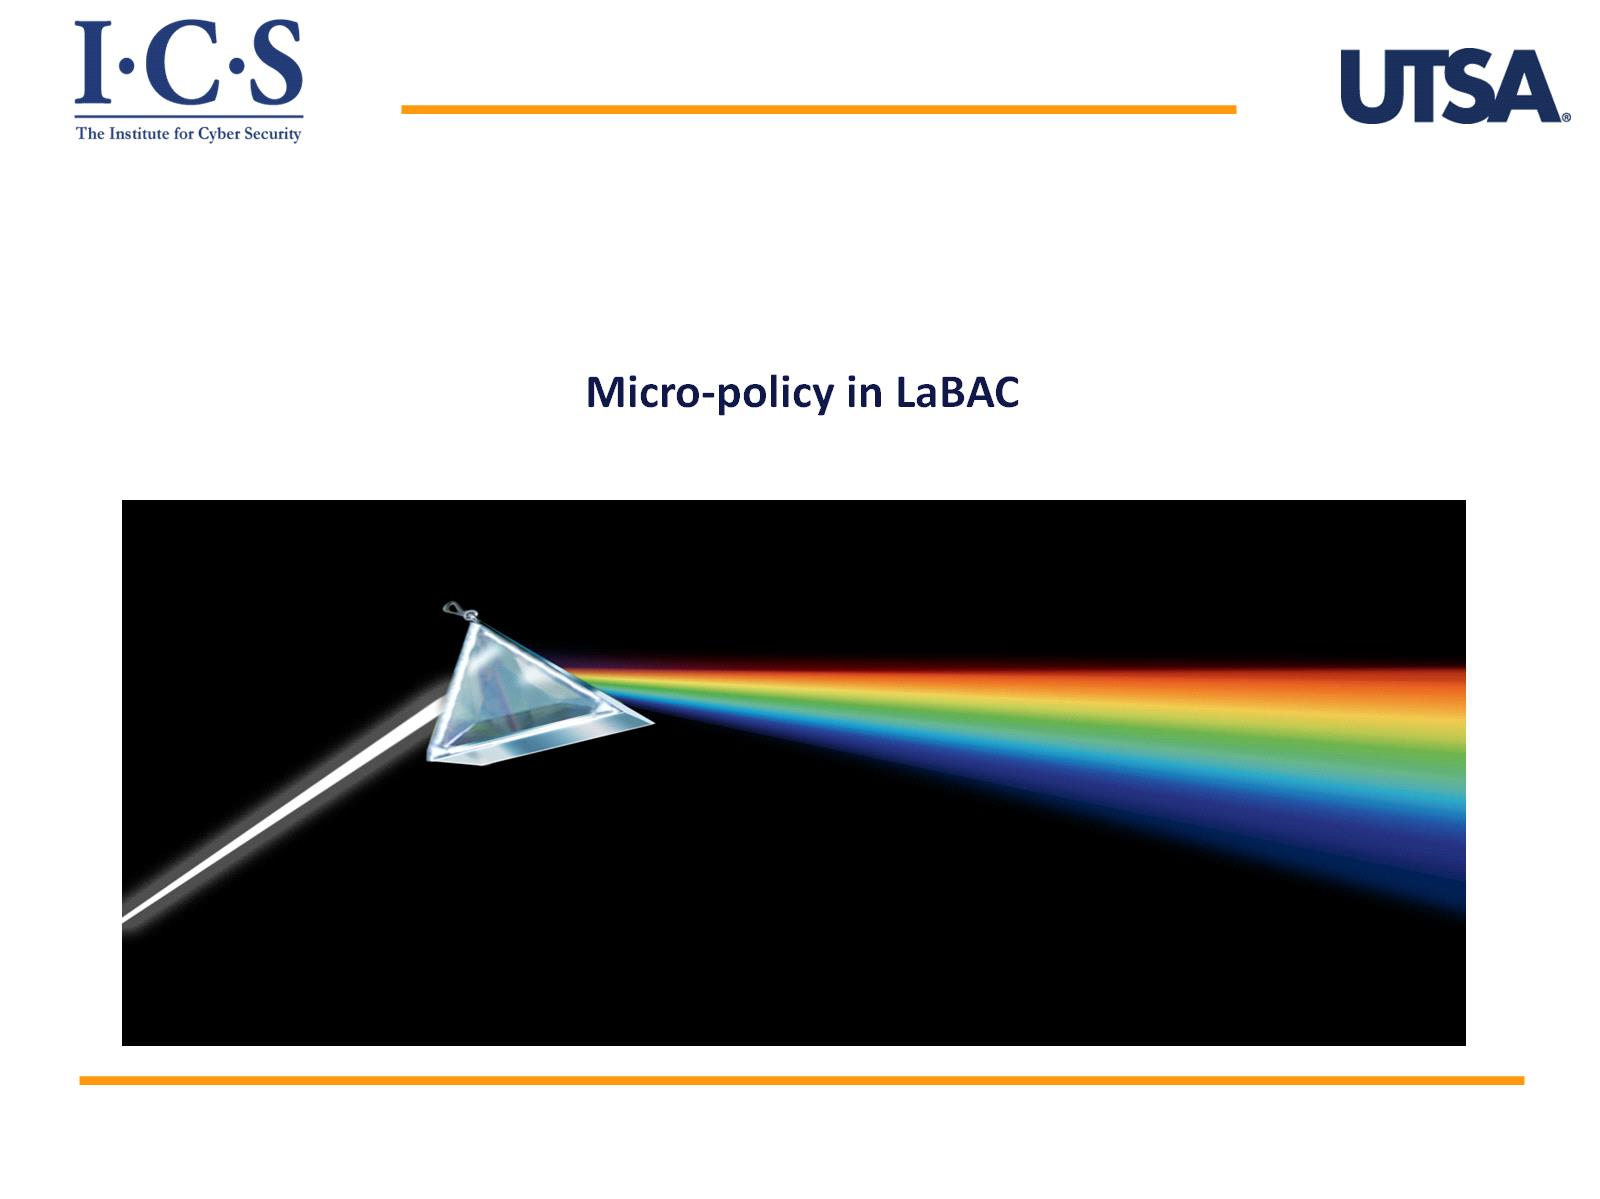 I·C·S
The Institute for Cyber Security
UTSA®
Micro-policy in LaBAC